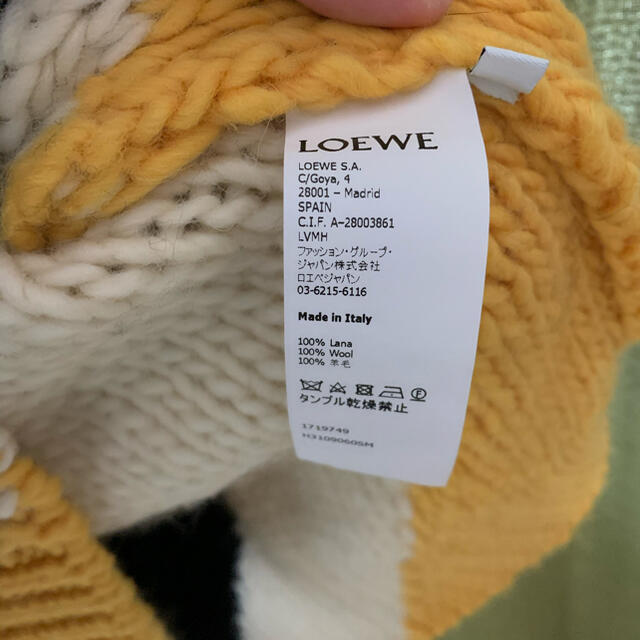 LOEWE
LOEWE S.A.
C/Goya, 4
28001 – Madrid
SPAIN
C.I.F. A-28003861
LVMH
ファッション・グループ・
ジャパン株式会社
ロエベジャパン
03-6215-6116
Made in Italy
100% Lana
100% Wool
100% 羊毛
タンブル乾燥禁止
1719749
H3109060SM